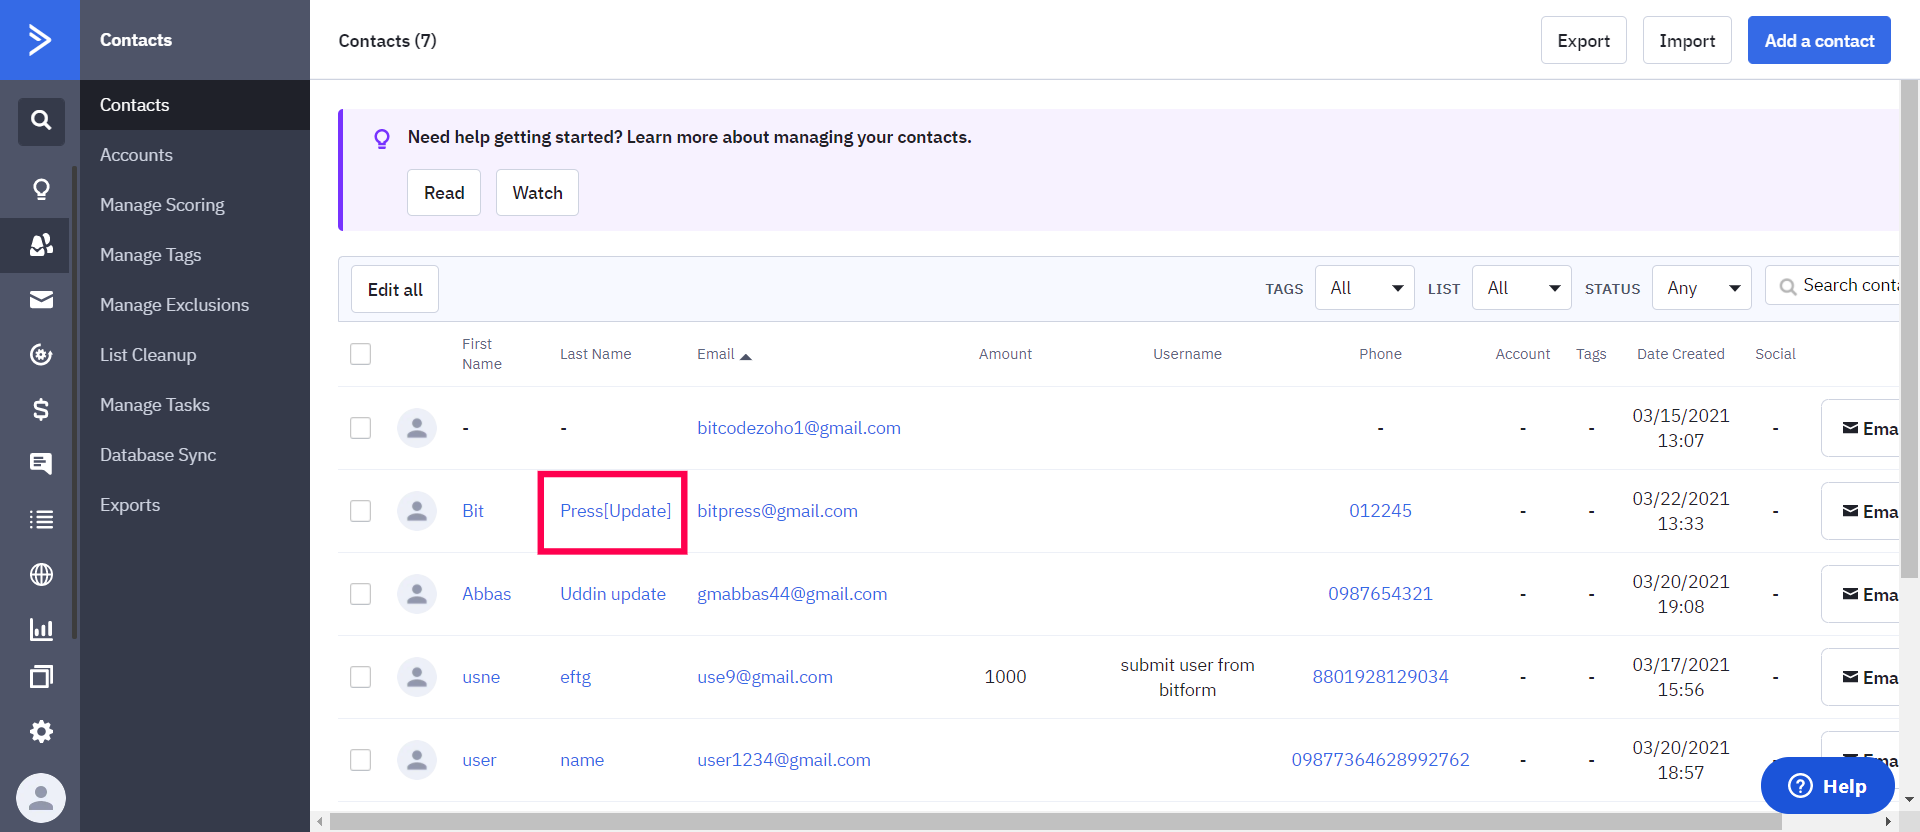 Contacts
Contacts (7)
Export
Import
Add a contact
Contacts
Accounts
Manage Scoring
Manage Tags
Manage Exclusions
List Cleanup
Manage Tasks
Database Sync
Exports
Need help getting started? Learn more about managing your contacts.
Read
Watch
Edit all
TAGS All LIST All STATUS Any Search conta
First Name Last Name Email Amount Username Phone Account Tags Date Created Social
- - bitcodezoho1@gmail.com - - - 03/15/2021 13:07 - Ema
Bit Press[Update] bitpress@gmail.com 012245 - - 03/22/2021 13:33 - Ema
Abbas Uddin update gmabbas44@gmail.com 0987654321 - - 03/20/2021 19:08 - Ema
usne eftg use9@gmail.com 1000 submit user from bitform 8801928129034 - - 03/17/2021 15:56 - Ema
user name user1234@gmail.com 09877364628992762 - - 03/20/2021 18:57 - Ema
Help